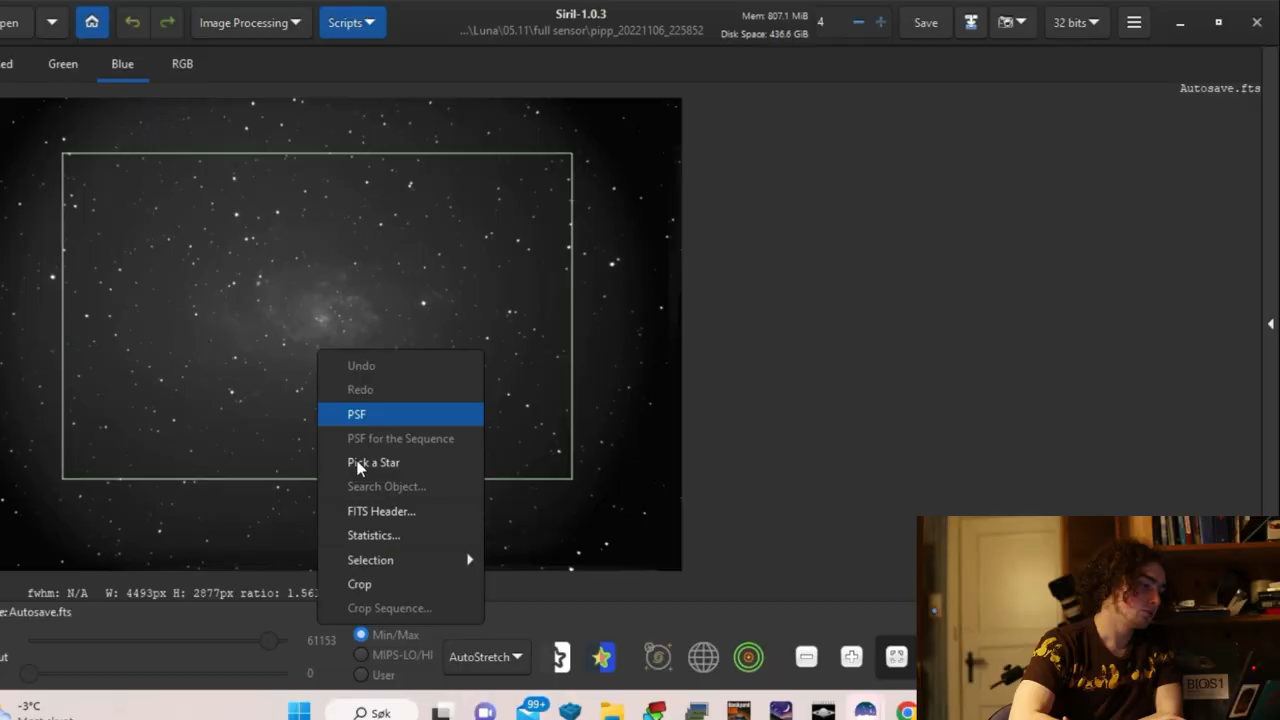 pen
Image Processing
Scripts
Siril-1.0.3
...\Luna\05.11\full sensor\pipp_20221106_225852
Mem: 807.1 MiB
Disk Space: 436.6 GiB
4
Save
32 bits
ed
Green
Blue
RGB
Autosave.fts
Undo
Redo
PSF
PSF for the Sequence
Pick a Star
Search Object...
FITS Header...
Statistics...
Selection
Crop
Crop Sequence...
fwhm: N/A W: 4493px H: 2877px ratio: 1.561
e: Autosave.fts
61153
Min/Max
MIPS-LO/HI
User
ut
0
AutoStretch
-3°C
99+
Søk
BIOS1